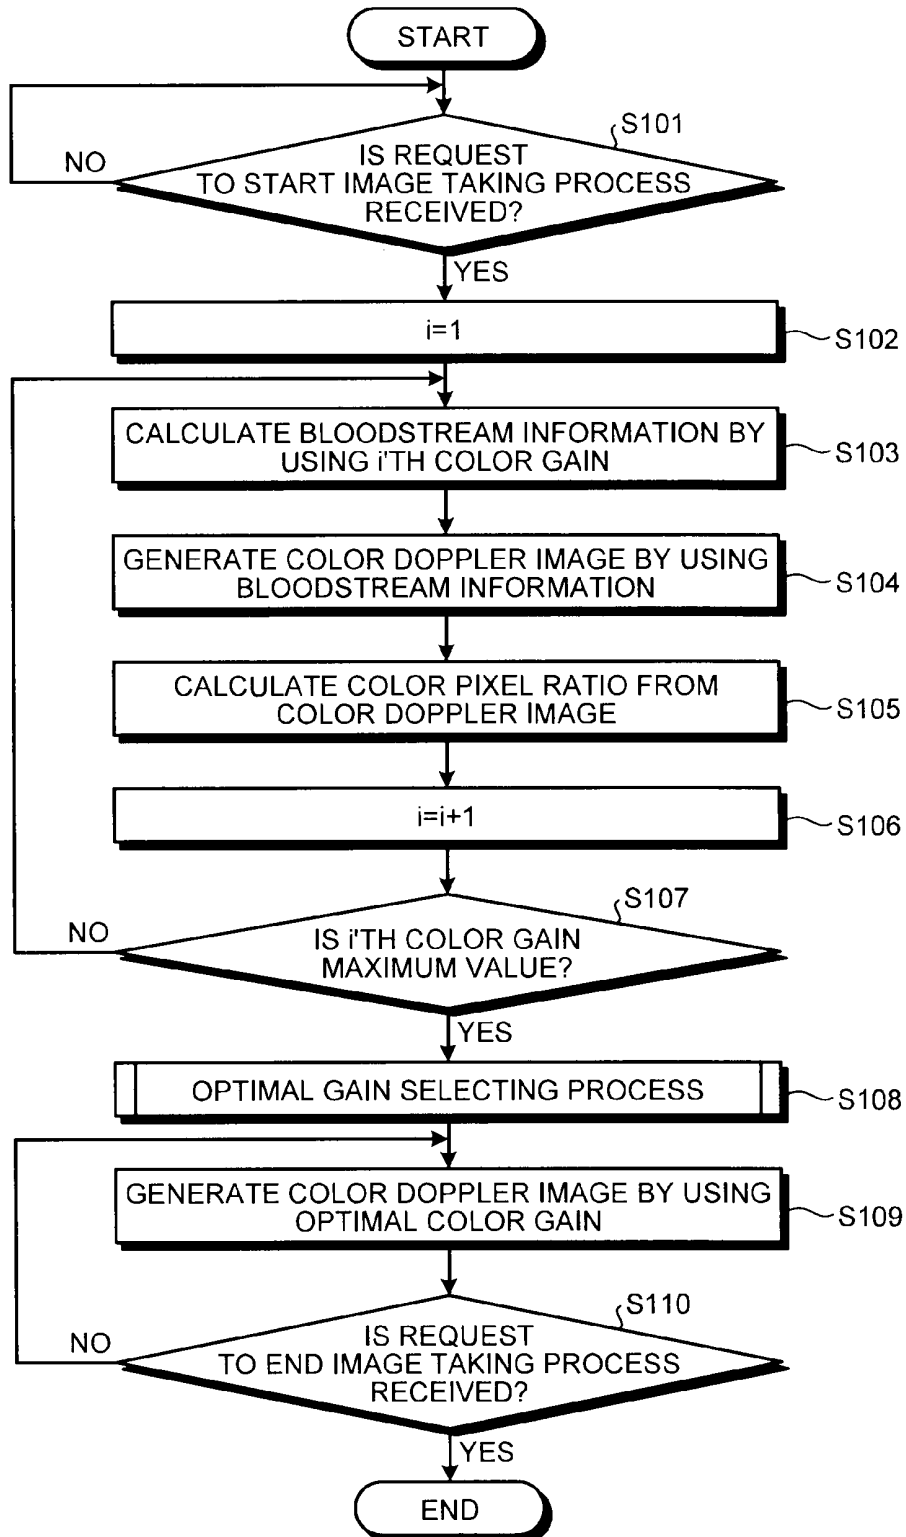 START
S101
NO
IS REQUEST
TO START IMAGE TAKING PROCESS
RECEIVED?
YES
i=1
S102
CALCULATE BLOODSTREAM INFORMATION BY
USING i'TH COLOR GAIN
S103
GENERATE COLOR DOPPLER IMAGE BY USING
BLOODSTREAM INFORMATION
S104
CALCULATE COLOR PIXEL RATIO FROM
COLOR DOPPLER IMAGE
S105
i=i+1
S106
S107
NO
IS i'TH COLOR GAIN
MAXIMUM VALUE?
YES
OPTIMAL GAIN SELECTING PROCESS
S108
GENERATE COLOR DOPPLER IMAGE BY USING
OPTIMAL COLOR GAIN
S109
S110
NO
IS REQUEST
TO END IMAGE TAKING PROCESS
RECEIVED?
YES
END